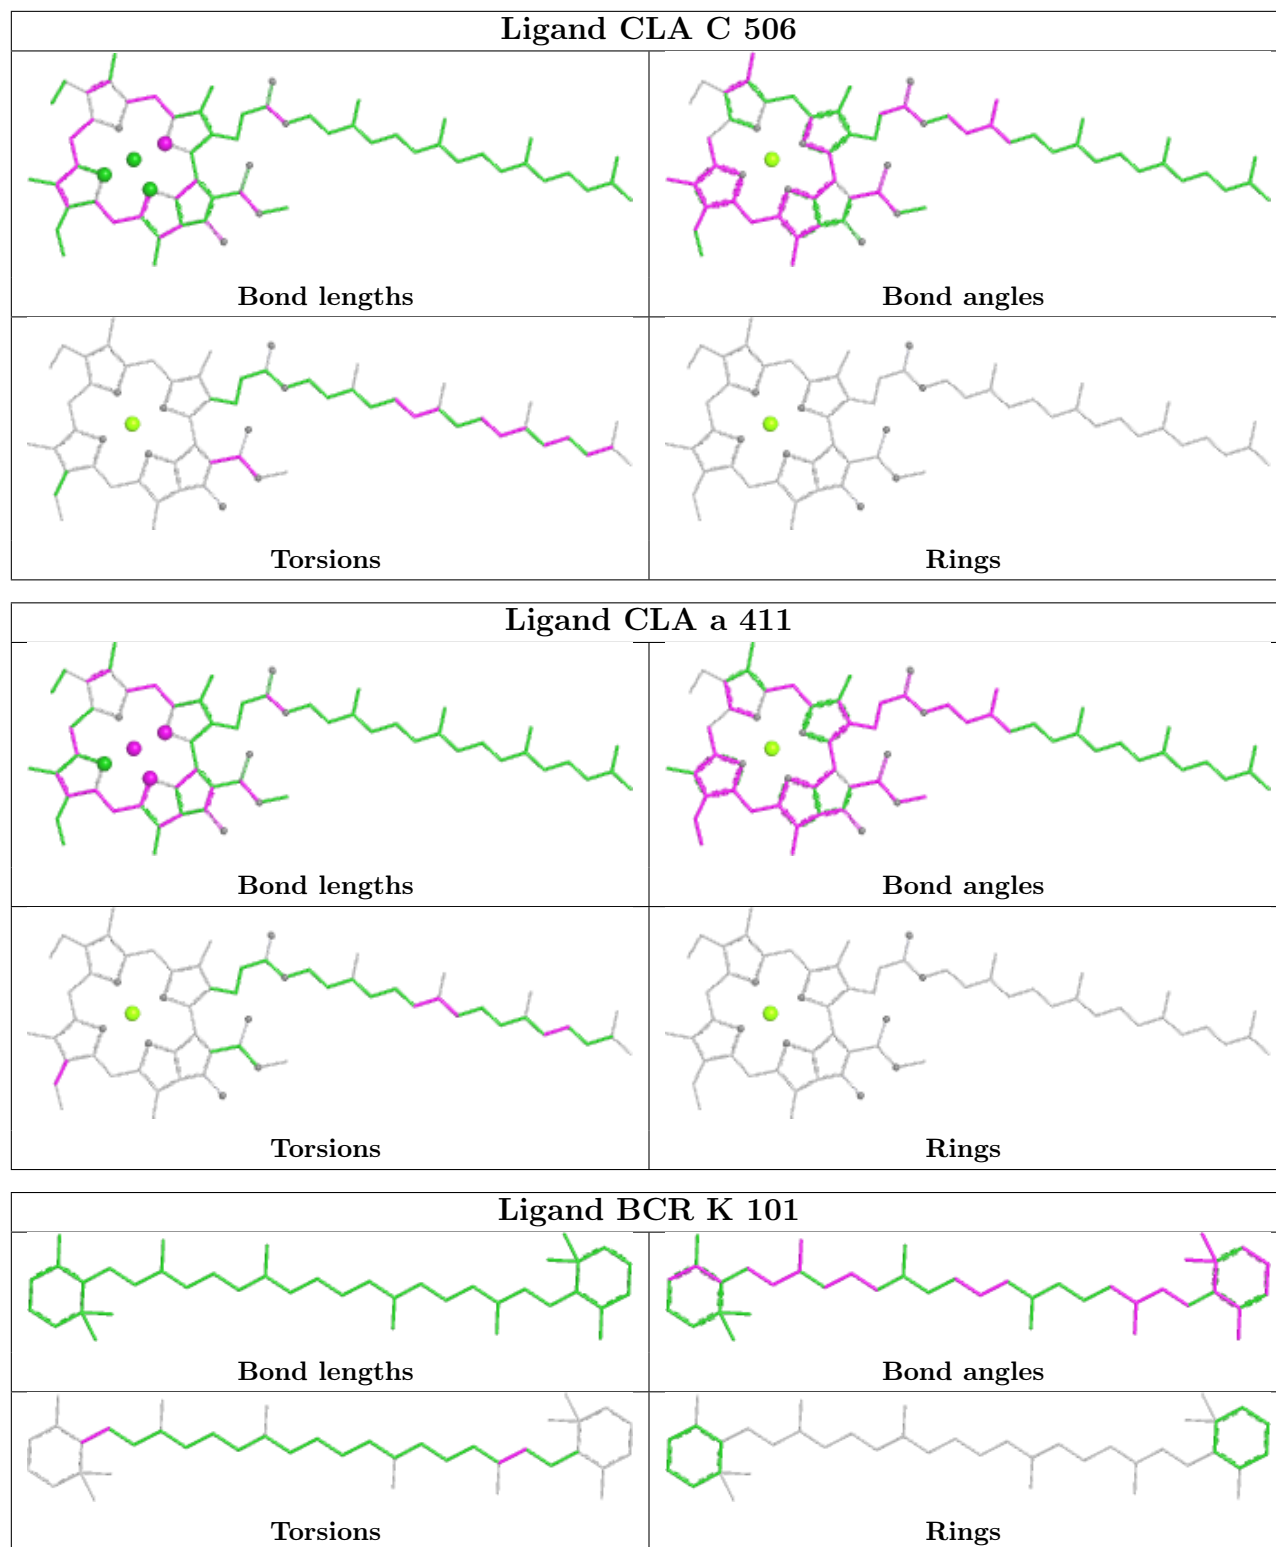 Ligand CLA C 506
Bond lengths
Bond angles
Torsions
Rings
Ligand CLA a 411
Bond lengths
Bond angles
Torsions
Rings
Ligand BCR K 101
Bond lengths
Bond angles
Torsions
Rings